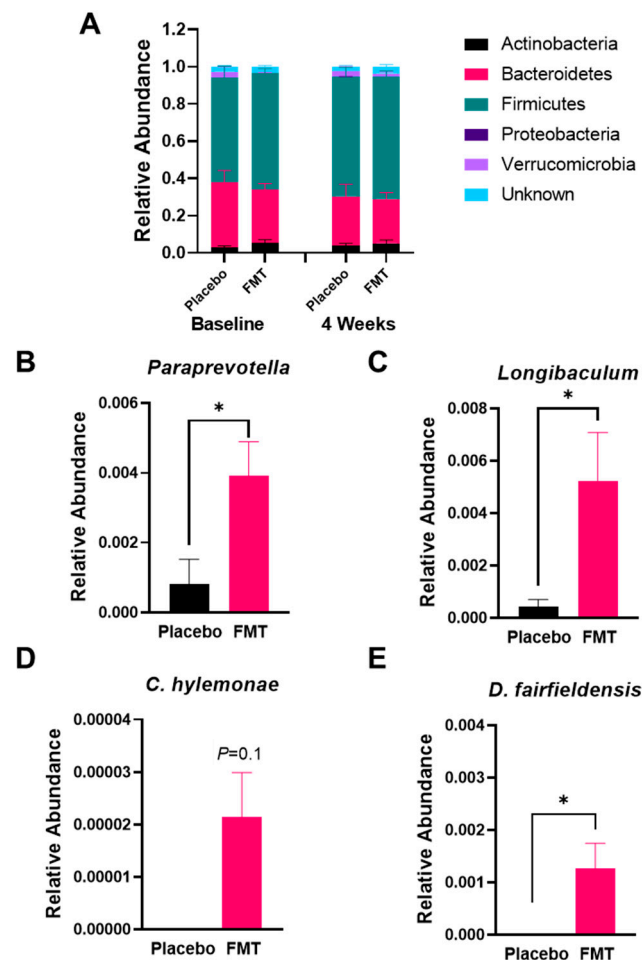 A
Relative Abundance
1.2
1.0
0.8
0.6
0.4
0.2
0.0
Placebo
FMT
Placebo
FMT
Baseline
4 Weeks
Actinobacteria
Bacteroidetes
Firmicutes
Proteobacteria
Verrucomicrobia
Unknown
B
Paraprevotella
Relative Abundance
0.006
0.004
0.002
0.000
*
Placebo
FMT
C
Longibaculum
Relative Abundance
0.008
0.006
0.004
0.002
0.000
*
Placebo
FMT
D
C. hylemonae
Relative Abundance
0.00004
0.00003
0.00002
0.00001
0.00000
P=0.1
Placebo
FMT
E
D. fairfieldensis
Relative Abundance
0.004
0.003
0.002
0.001
0.000
*
Placebo
FMT